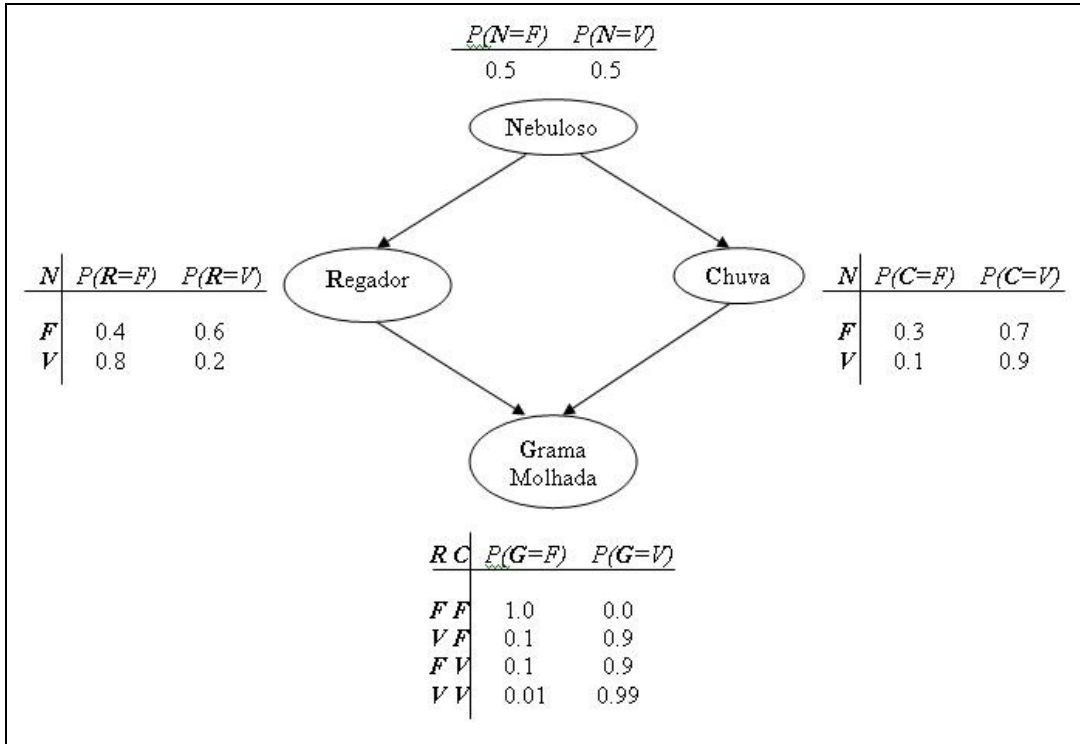 P(N=F) P(N=V)
0.5 0.5
Nebuloso
N P(R=F) P(R=V)
F 0.4 0.6
V 0.8 0.2
Regador
Chuva
N P(C=F) P(C=V)
F 0.3 0.7
V 0.1 0.9
Grama
Molhada
R C P(G=F) P(G=V)
F F 1.0 0.0
V F 0.1 0.9
F V 0.1 0.9
V V 0.01 0.99